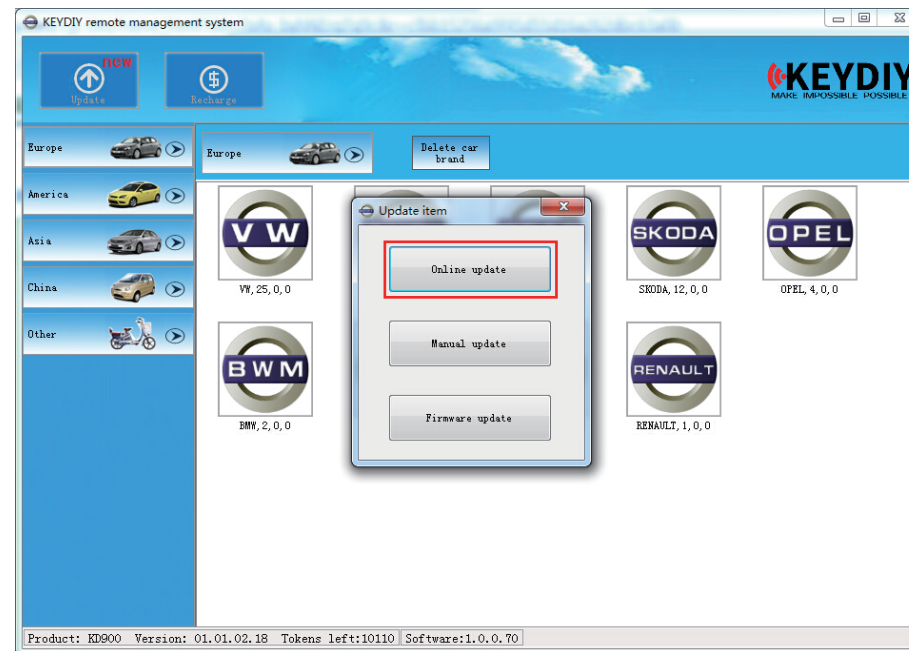 KEYDIY remote management system
new
Update
Recharge
KEYDIY
MAKE IMPOSSIBLE POSSIBLE
Europe
America
Azia
China
Other
Europe
Delete car
brand
Update item
Online update
Manual update
Firmware update
VW
VW, 25, 0, 0
SKODA
SKODA, 12, 0, 0
OPEL
OPEL, 4, 0, 0
BWM
BMW, 2, 0, 0
RENAULT
RENAULT, 1, 0, 0
Product: KD900 Version: 01.01.02.18 Tokens left:10110 Software:1.0.0.70